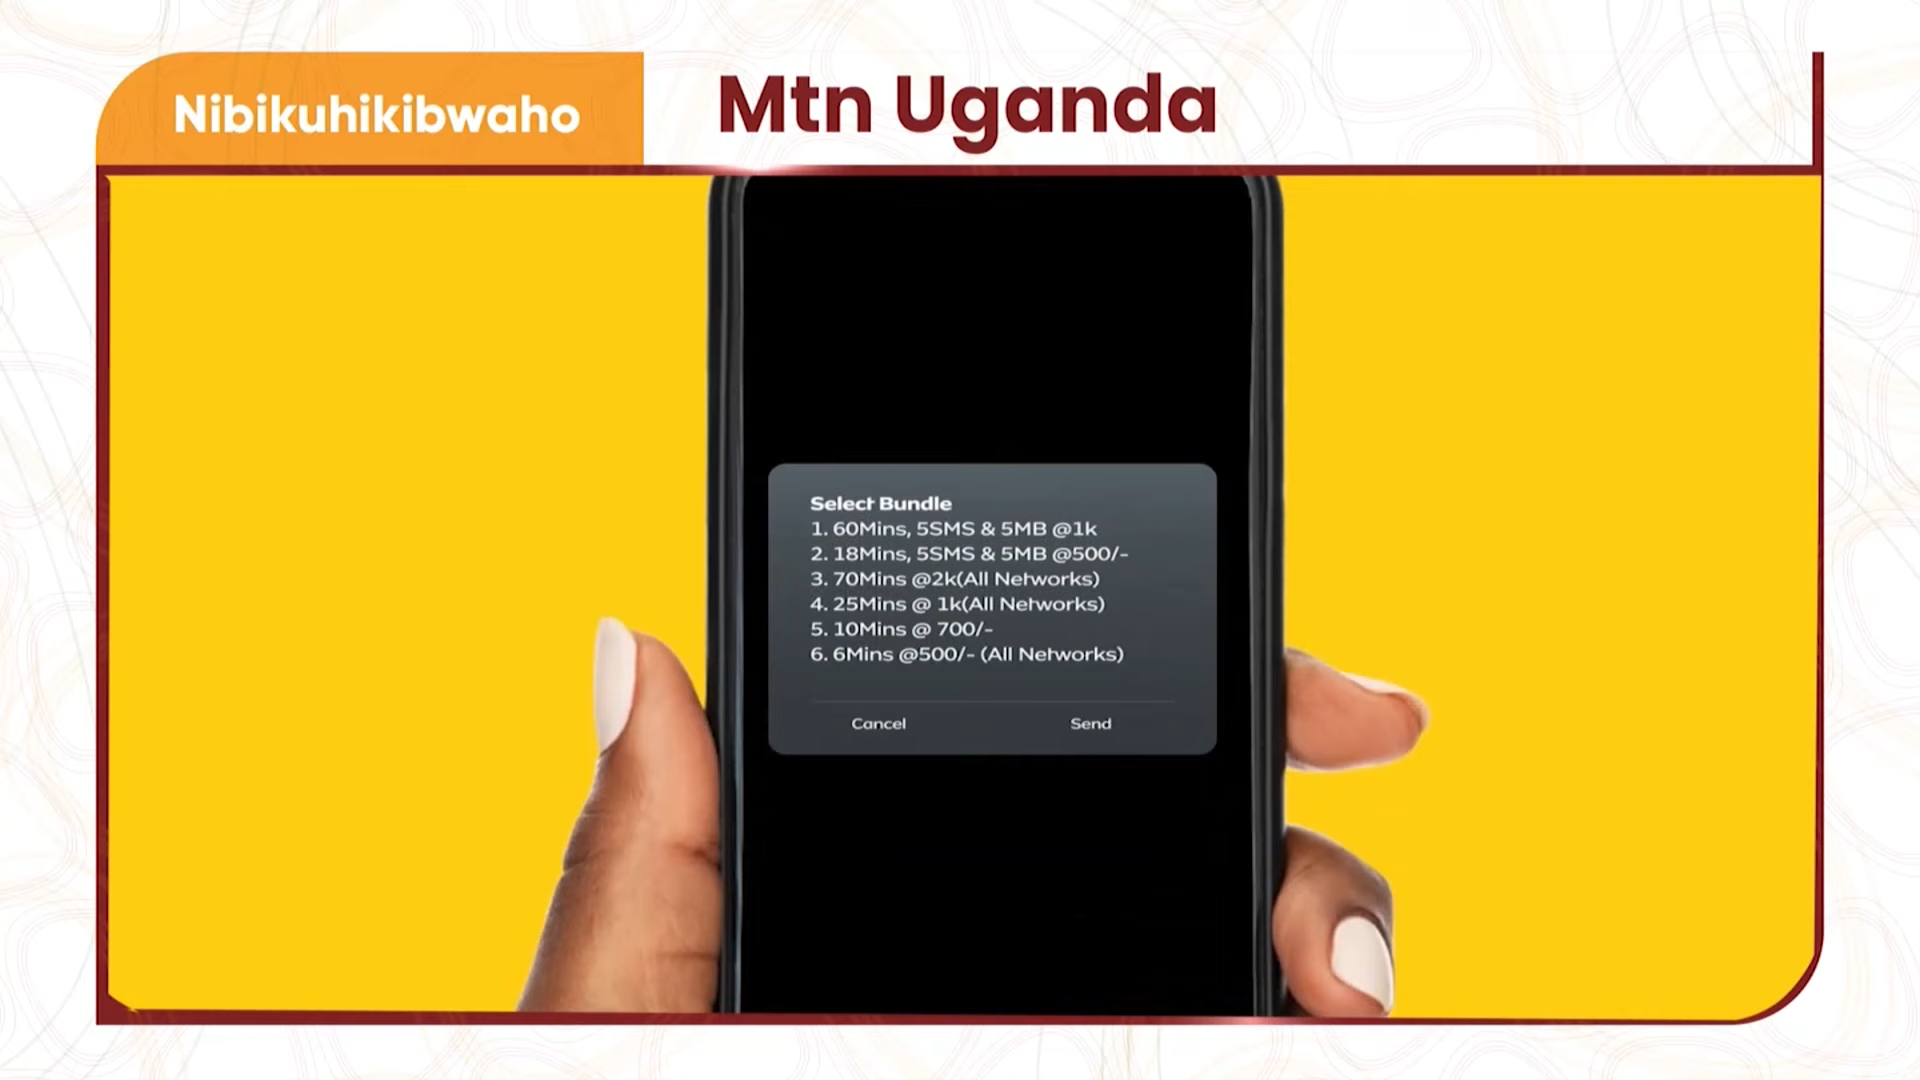 Nibikuhikibwaho
Mtn Uganda
Select Bundle
1. 60Mins, 5SMS & 5MB @1k
2. 18Mins, 5SMS & 5MB @500/-
3. 70Mins @2k(All Networks)
4. 25Mins @ 1k(All Networks)
5. 10Mins @ 700/-
6. 6Mins @500/- (All Networks)
Cancel
Send